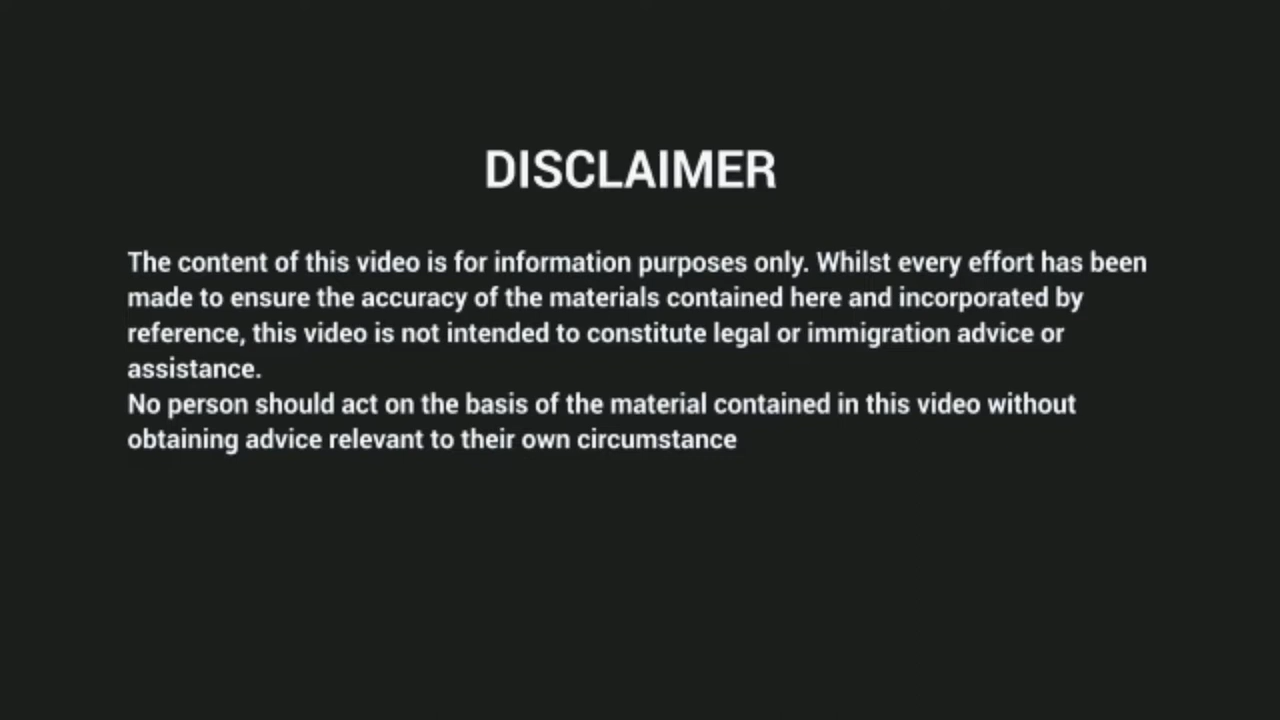 DISCLAIMER
The content of this video is for information purposes only. Whilst every effort has been
made to ensure the accuracy of the materials contained here and incorporated by
reference, this video is not intended to constitute legal or immigration advice or
assistance.
No person should act on the basis of the material contained in this video without
obtaining advice relevant to their own circumstance